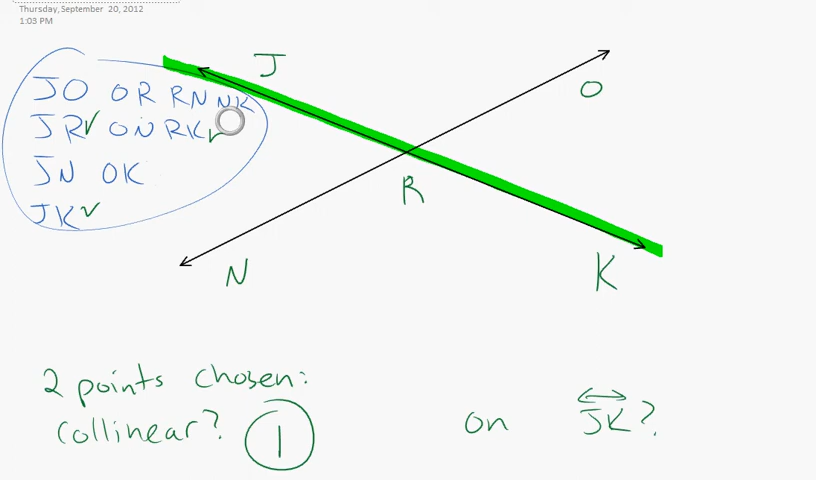 Thursday, September 20, 2012
1:03 PM
J
O
JO OR RN NK
JR✓ ON RK✓
JN OK
JK✓
R
N
K
2 points chosen:
collinear? 1
on JK?